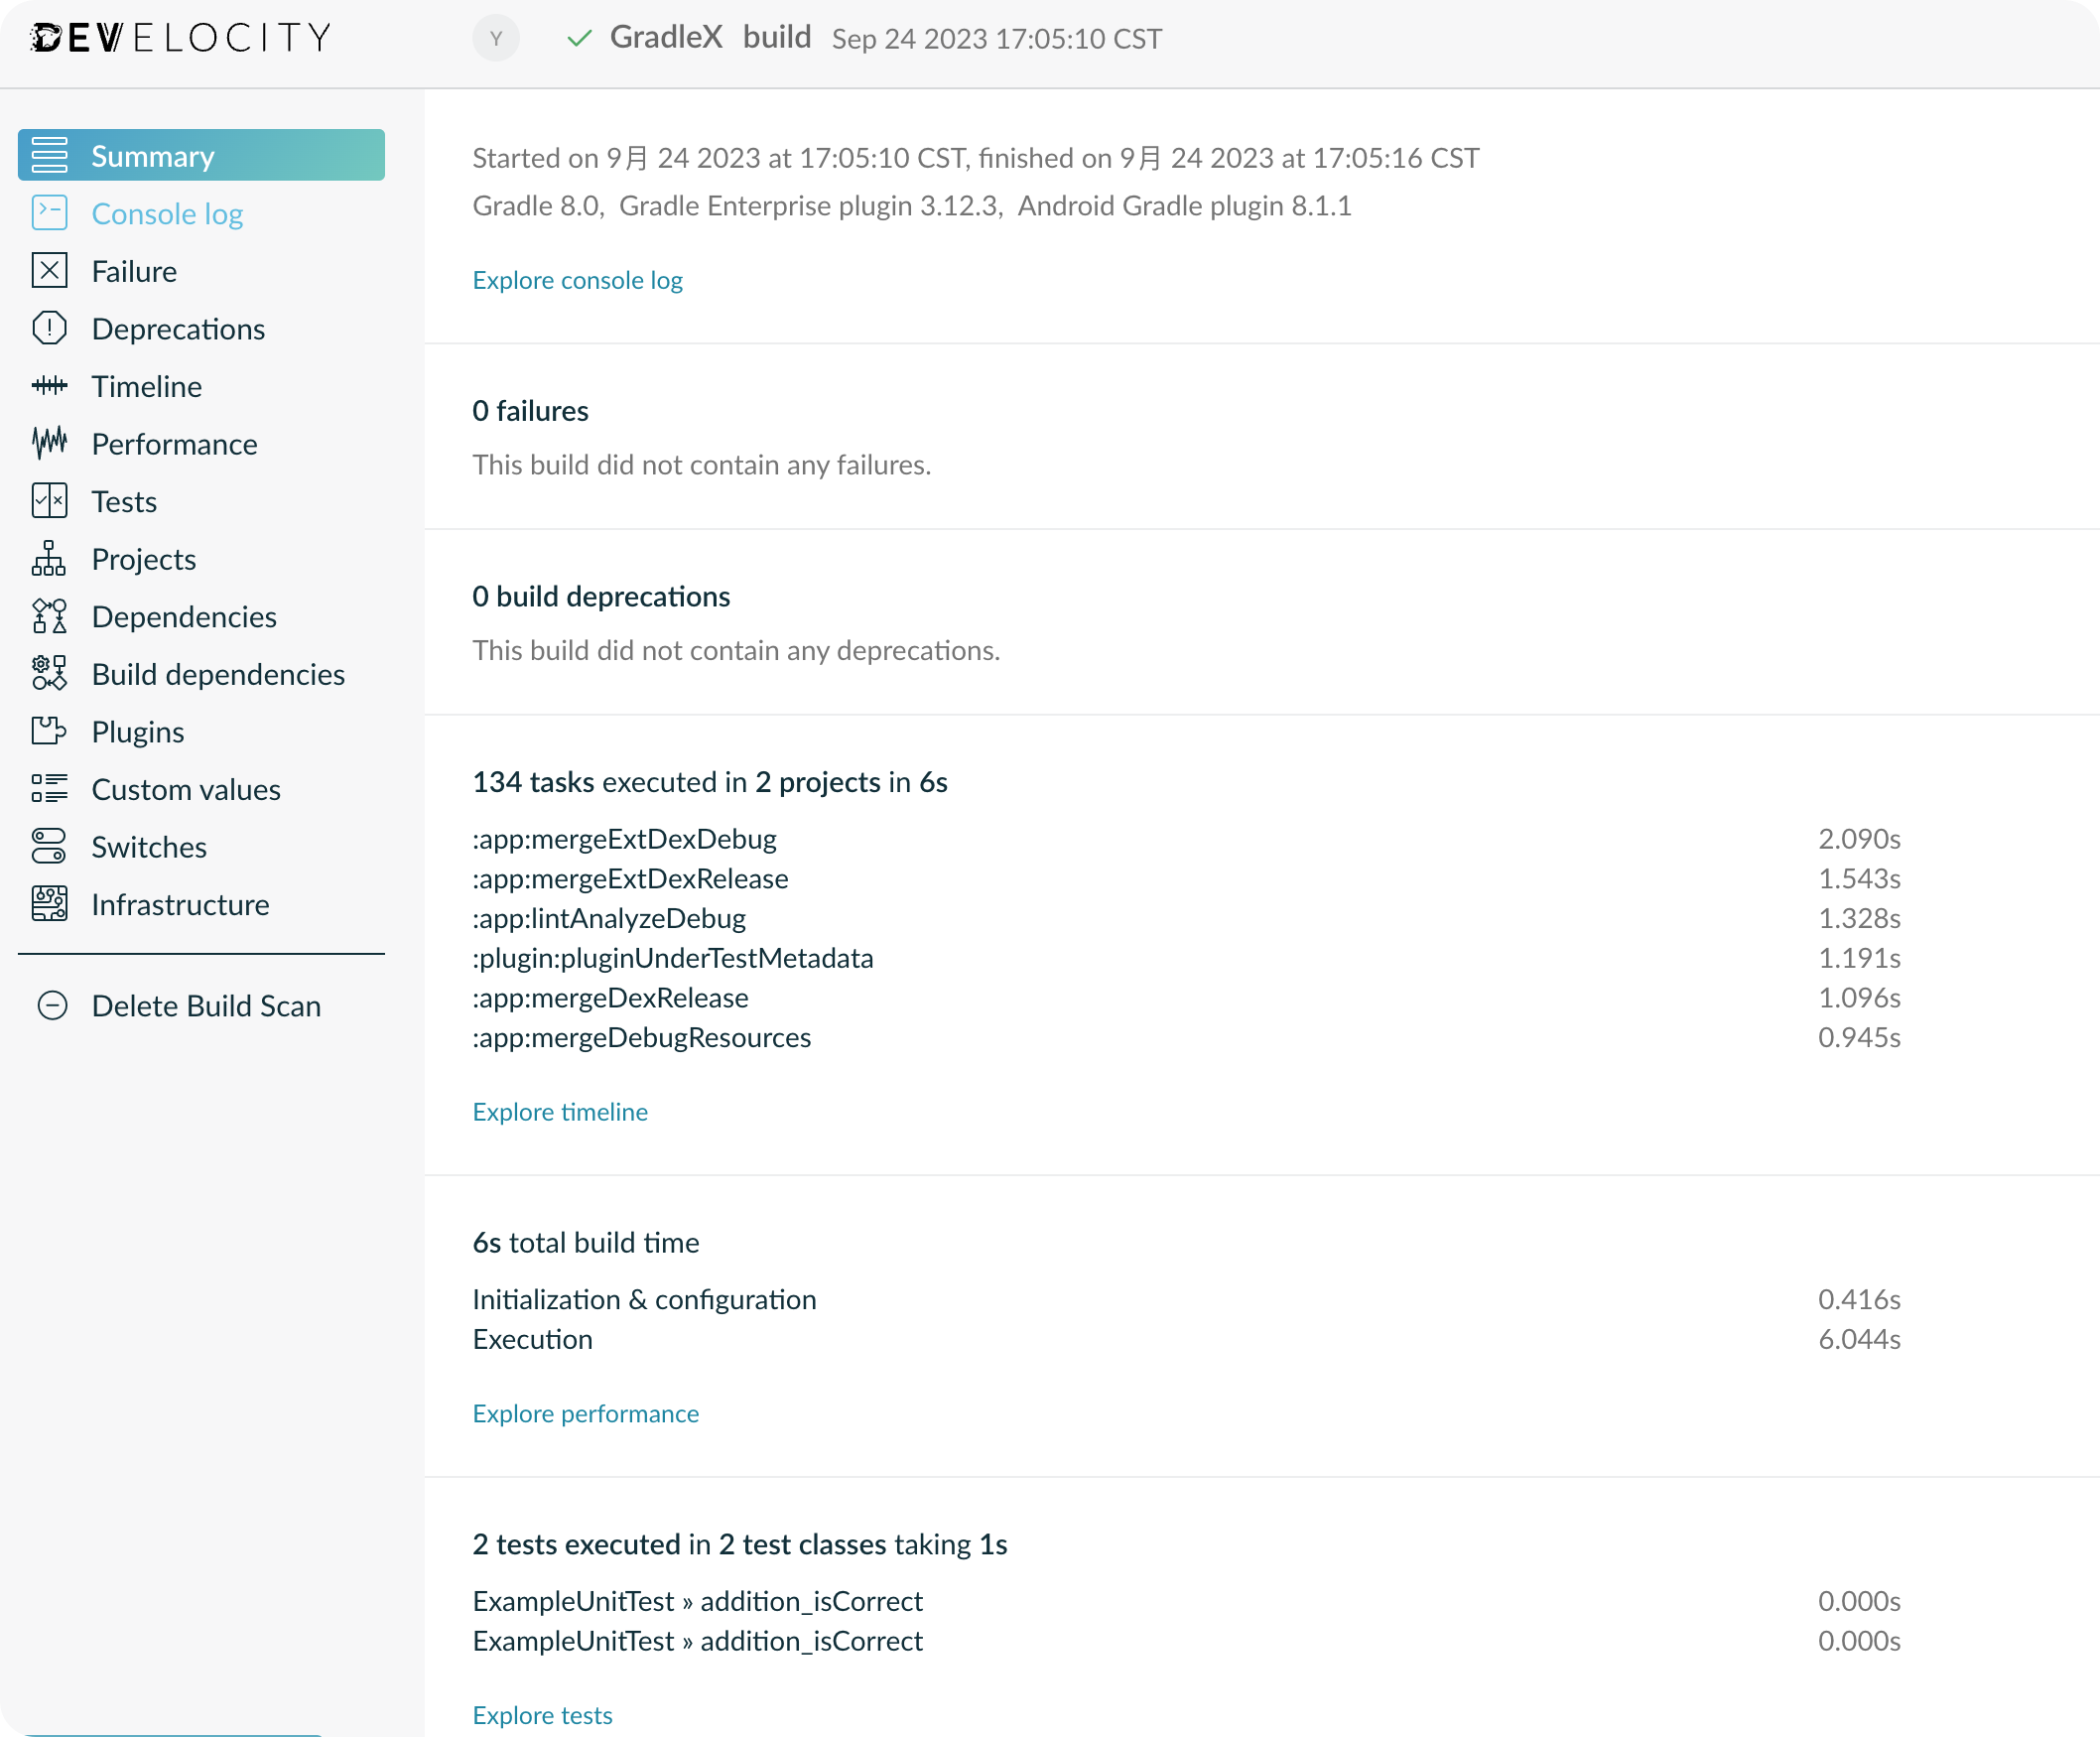 DEVELOCITY
Y GradleX build Sep 24 2023 17:05:10 CST
Summary
Console log
Failure
Deprecations
Timeline
Performance
Tests
Projects
Dependencies
Build dependencies
Plugins
Custom values
Switches
Infrastructure
Delete Build Scan
Started on 9月 24 2023 at 17:05:10 CST, finished on 9月 24 2023 at 17:05:16 CST
Gradle 8.0, Gradle Enterprise plugin 3.12.3, Android Gradle plugin 8.1.1
Explore console log
0 failures
This build did not contain any failures.
0 build deprecations
This build did not contain any deprecations.
134 tasks executed in 2 projects in 6s
:app:mergeExtDexDebug 2.090s
:app:mergeExtDexRelease 1.543s
:app:lintAnalyzeDebug 1.328s
:plugin:pluginUnderTestMetadata 1.191s
:app:mergeDexRelease 1.096s
:app:mergeDebugResources 0.945s
Explore timeline
6s total build time
Initialization & configuration 0.416s
Execution 6.044s
Explore performance
2 tests executed in 2 test classes taking 1s
ExampleUnitTest » addition_isCorrect 0.000s
ExampleUnitTest » addition_isCorrect 0.000s
Explore tests